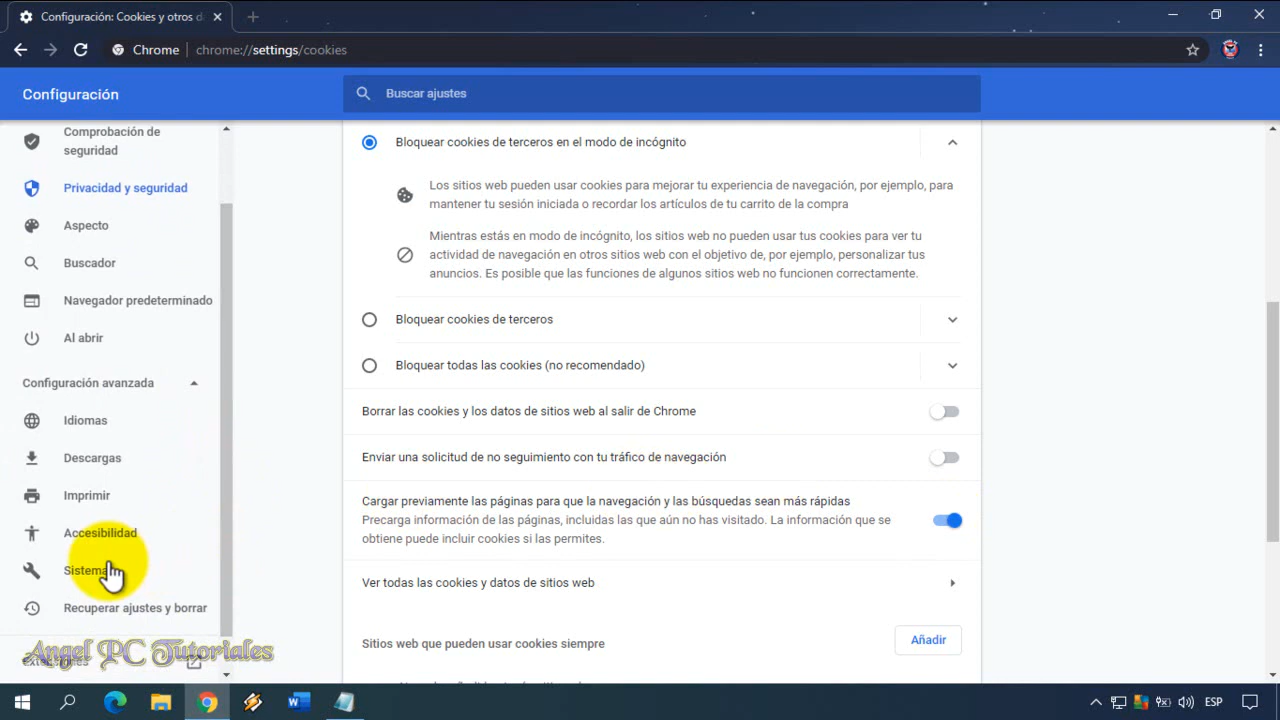 Configuración: Cookies y otros d
Chrome
chrome://settings/cookies
Configuración
Buscar ajustes
Comprobación de
seguridad
Privacidad y seguridad
Aspecto
Buscador
Navegador predeterminado
Al abrir
Configuración avanzada
Idiomas
Descargas
Imprimir
Accesibilidad
Sistema
Recuperar ajustes y borrar
Angel PC Tutoriales
Bloquear cookies de terceros en el modo de incógnito
Los sitios web pueden usar cookies para mejorar tu experiencia de navegación, por ejemplo, para
mantener tu sesión iniciada o recordar los artículos de tu carrito de la compra
Mientras estás en modo de incógnito, los sitios web no pueden usar tus cookies para ver tu
actividad de navegación en otros sitios web con el objetivo de, por ejemplo, personalizar tus
anuncios. Es posible que las funciones de algunos sitios web no funcionen correctamente.
Bloquear cookies de terceros
Bloquear todas las cookies (no recomendado)
Borrar las cookies y los datos de sitios web al salir de Chrome
Enviar una solicitud de no seguimiento con tu tráfico de navegación
Cargar previamente las páginas para que la navegación y las búsquedas sean más rápidas
Precarga información de las páginas, incluidas las que aún no has visitado. La información que se
obtiene puede incluir cookies si las permites.
Ver todas las cookies y datos de sitios web
Sitios web que pueden usar cookies siempre
Añadir
ESP